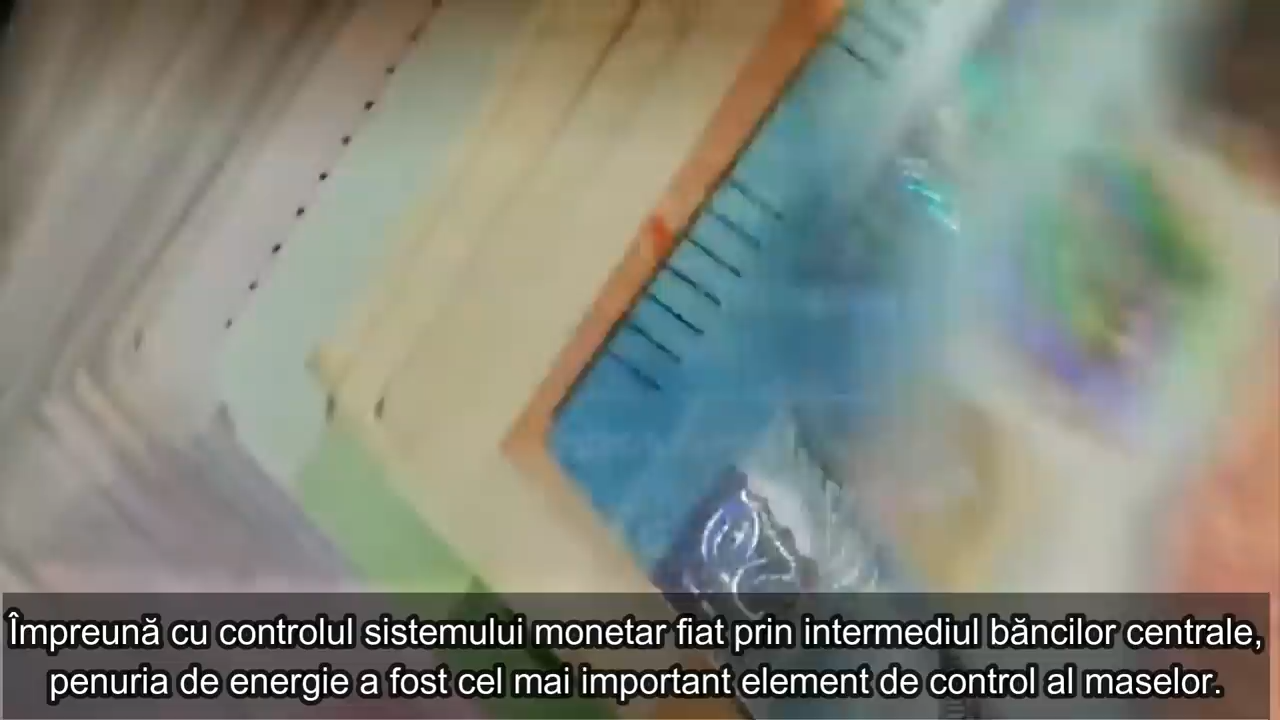 Împreună cu controlul sistemului monetar fiat prin intermediul băncilor centrale,
penuria de energie a fost cel mai important element de control al maselor.